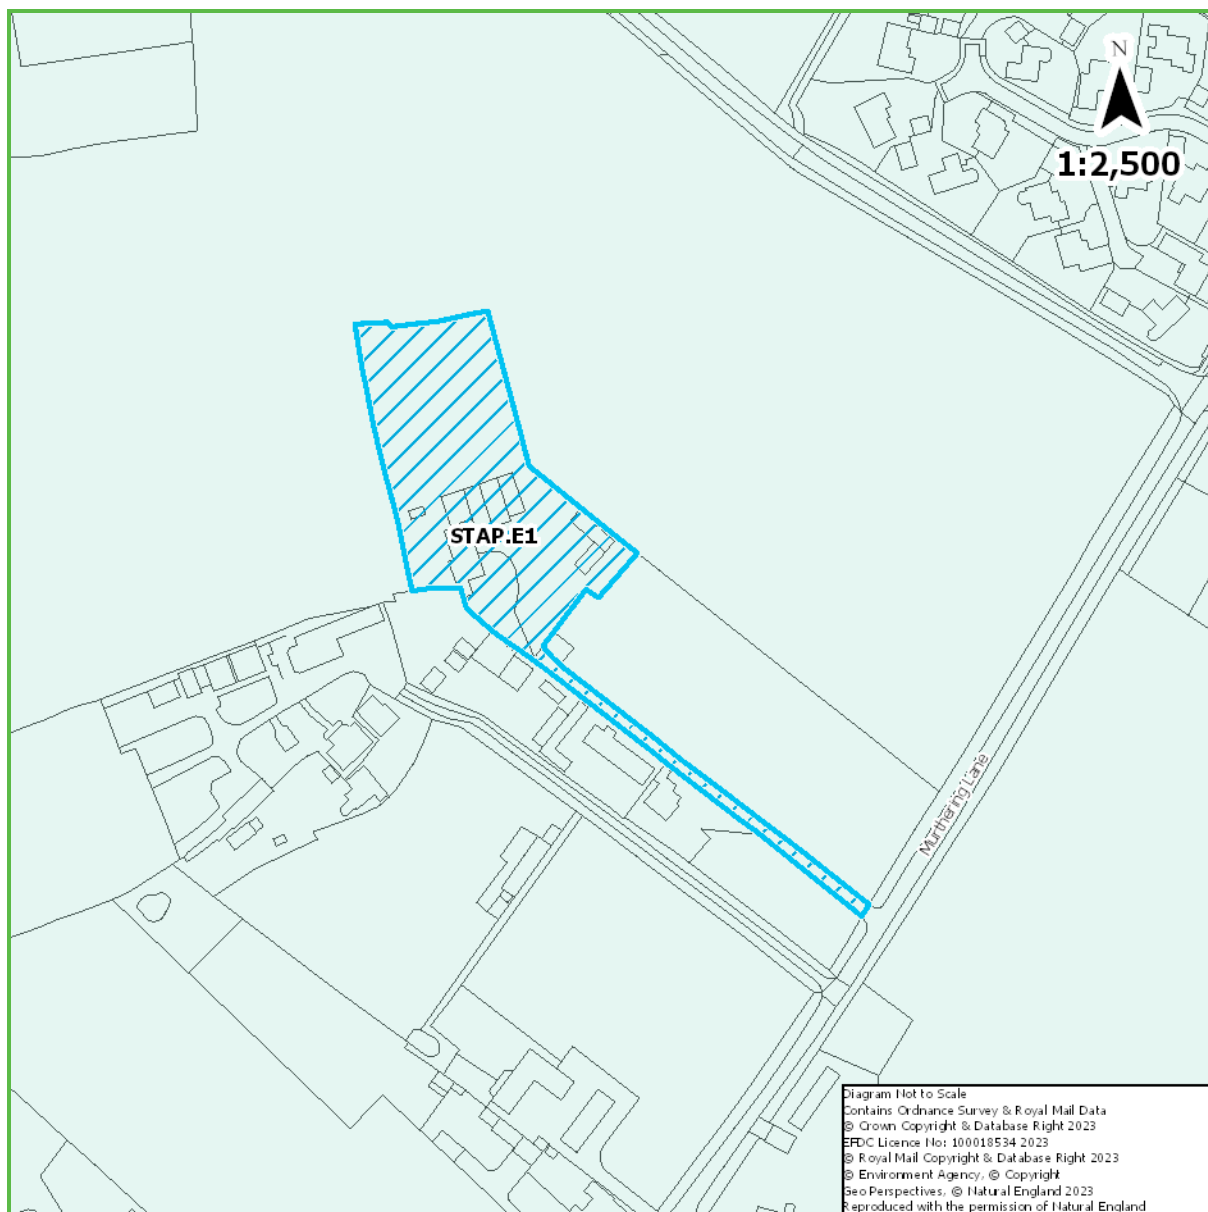 N
1:2,500
STAP.E1
Murthering Lane
Diagram Not to Scale
Contains Ordnance Survey & Royal Mail Data
© Crown Copyright & Database Right 2023
EFDC Licence No: 100018534 2023
© Royal Mail Copyright & Database Right 2023
© Environment Agency, © Copyright
Geo Perspectives, © Natural England 2023
Reproduced with the permission of Natural England